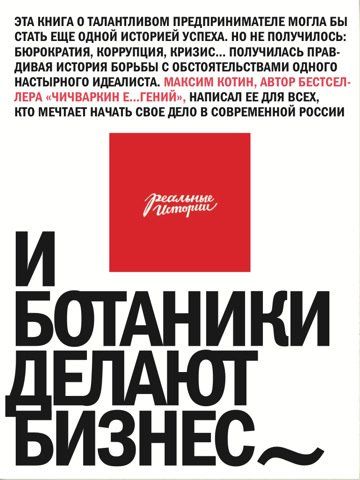 ЭТА КНИГА О ТАЛАНТЛИВОМ ПРЕДПРИНИМАТЕЛЕ МОГЛА БЫ
СТАТЬ ЕЩЕ ОДНОЙ ИСТОРИЕЙ УСПЕХА. НО НЕ ПОЛУЧИЛОСЬ:
БЮРОКРАТИЯ, КОРРУПЦИЯ, КРИЗИС... ПОЛУЧИЛАСЬ ПРАВ-
ДИВАЯ ИСТОРИЯ БОРЬБЫ С ОБСТОЯТЕЛЬСТВАМИ ОДНОГО
НАСТЫРНОГО ИДЕАЛИСТА. МАКСИМ КОТИН, АВТОР БЕСТСЕЛ-
ЛЕРА «ЧИЧВАРКИН Е...ГЕНИЙ», НАПИСАЛ ЕЕ ДЛЯ ВСЕХ,
КТО МЕЧТАЕТ НАЧАТЬ СВОЕ ДЕЛО В СОВРЕМЕННОЙ РОССИИ
реальные
истории
И
БОТАНИКИ
ДЕЛАЮТ
БИЗНЕС~